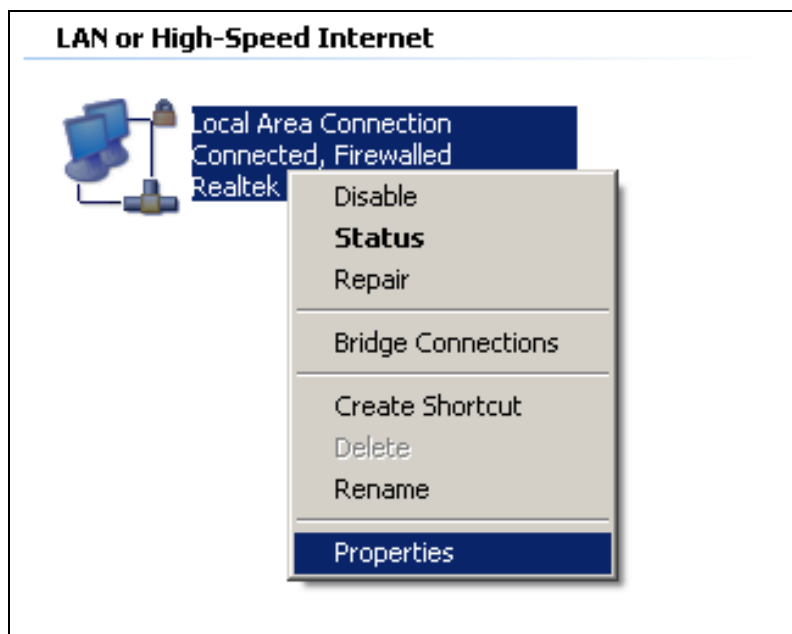 LAN or High-Speed Internet
Local Area Connection
Connected, Firewalled
Realtek
Disable
Status
Repair
Bridge Connections
Create Shortcut
Delete
Rename
Properties